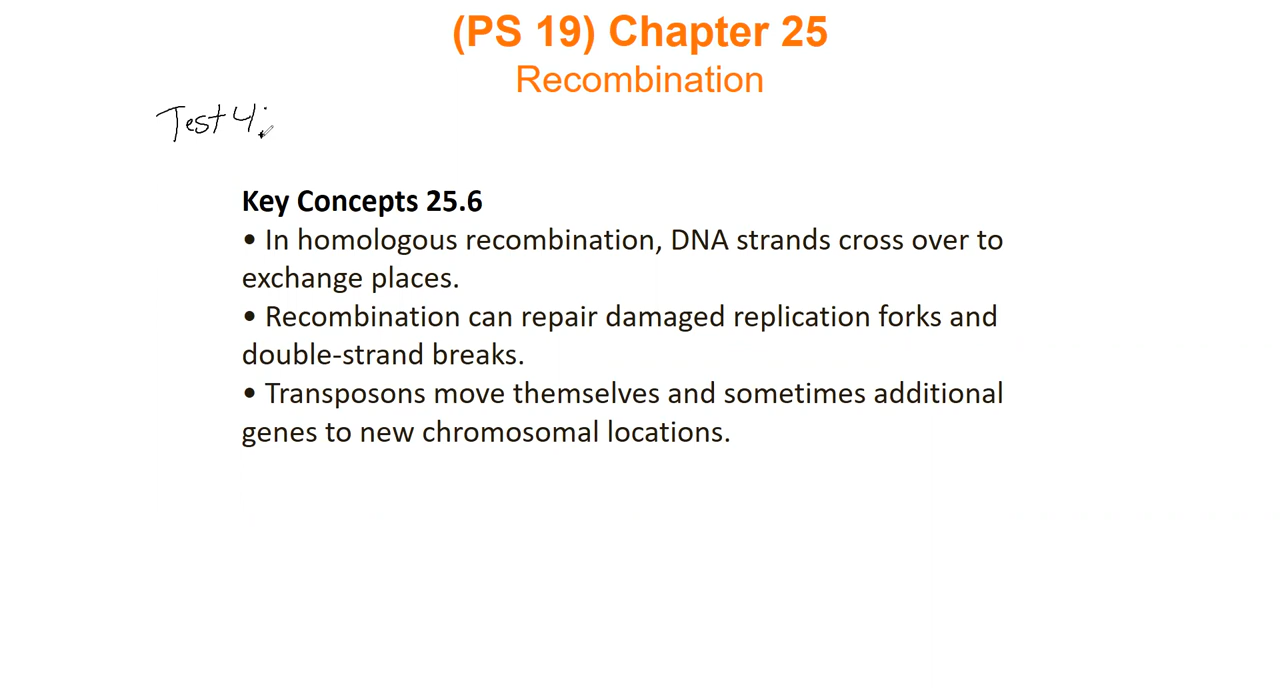 (PS 19) Chapter 25
Recombination
Test 4:
Key Concepts 25.6
• In homologous recombination, DNA strands cross over to
exchange places.
• Recombination can repair damaged replication forks and
double-strand breaks.
• Transposons move themselves and sometimes additional
genes to new chromosomal locations.